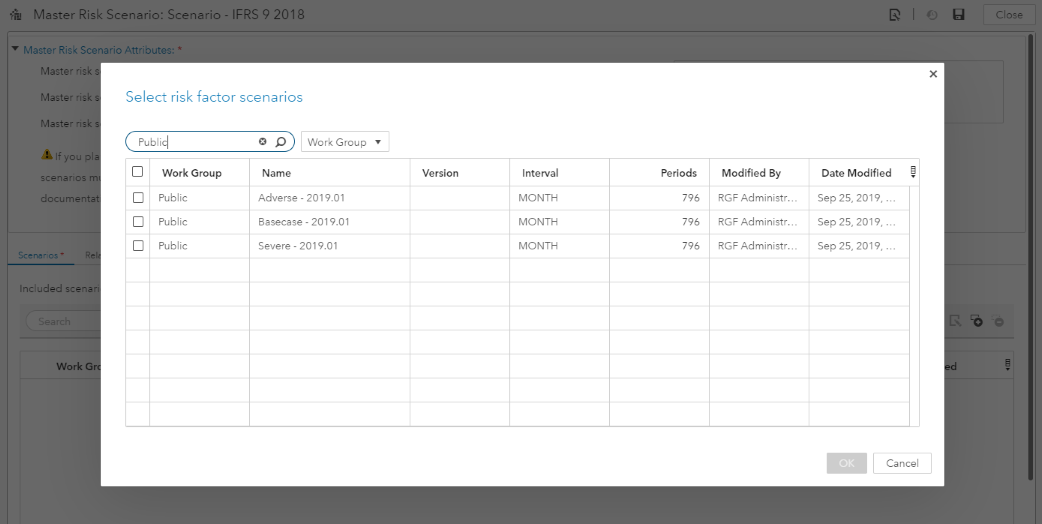 Master Risk Scenario: Scenario - IFRS 9 2018
Close
Master Risk Scenario Attributes: *
Master risk s
Master risk s
Master risk s
If you pla
scenarios mu
documentati
Scenarios *
Rela
Included scenari
Search
Work Gro
ed
Select risk factor scenarios
Public
Work Group
Work Group Name Version Interval Periods Modified By Date Modified
Public Adverse - 2019.01 MONTH 796 RGF Administr... Sep 25, 2019, ...
Public Basecase - 2019.01 MONTH 796 RGF Administr... Sep 25, 2019, ...
Public Severe - 2019.01 MONTH 796 RGF Administr... Sep 25, 2019, ...
OK
Cancel